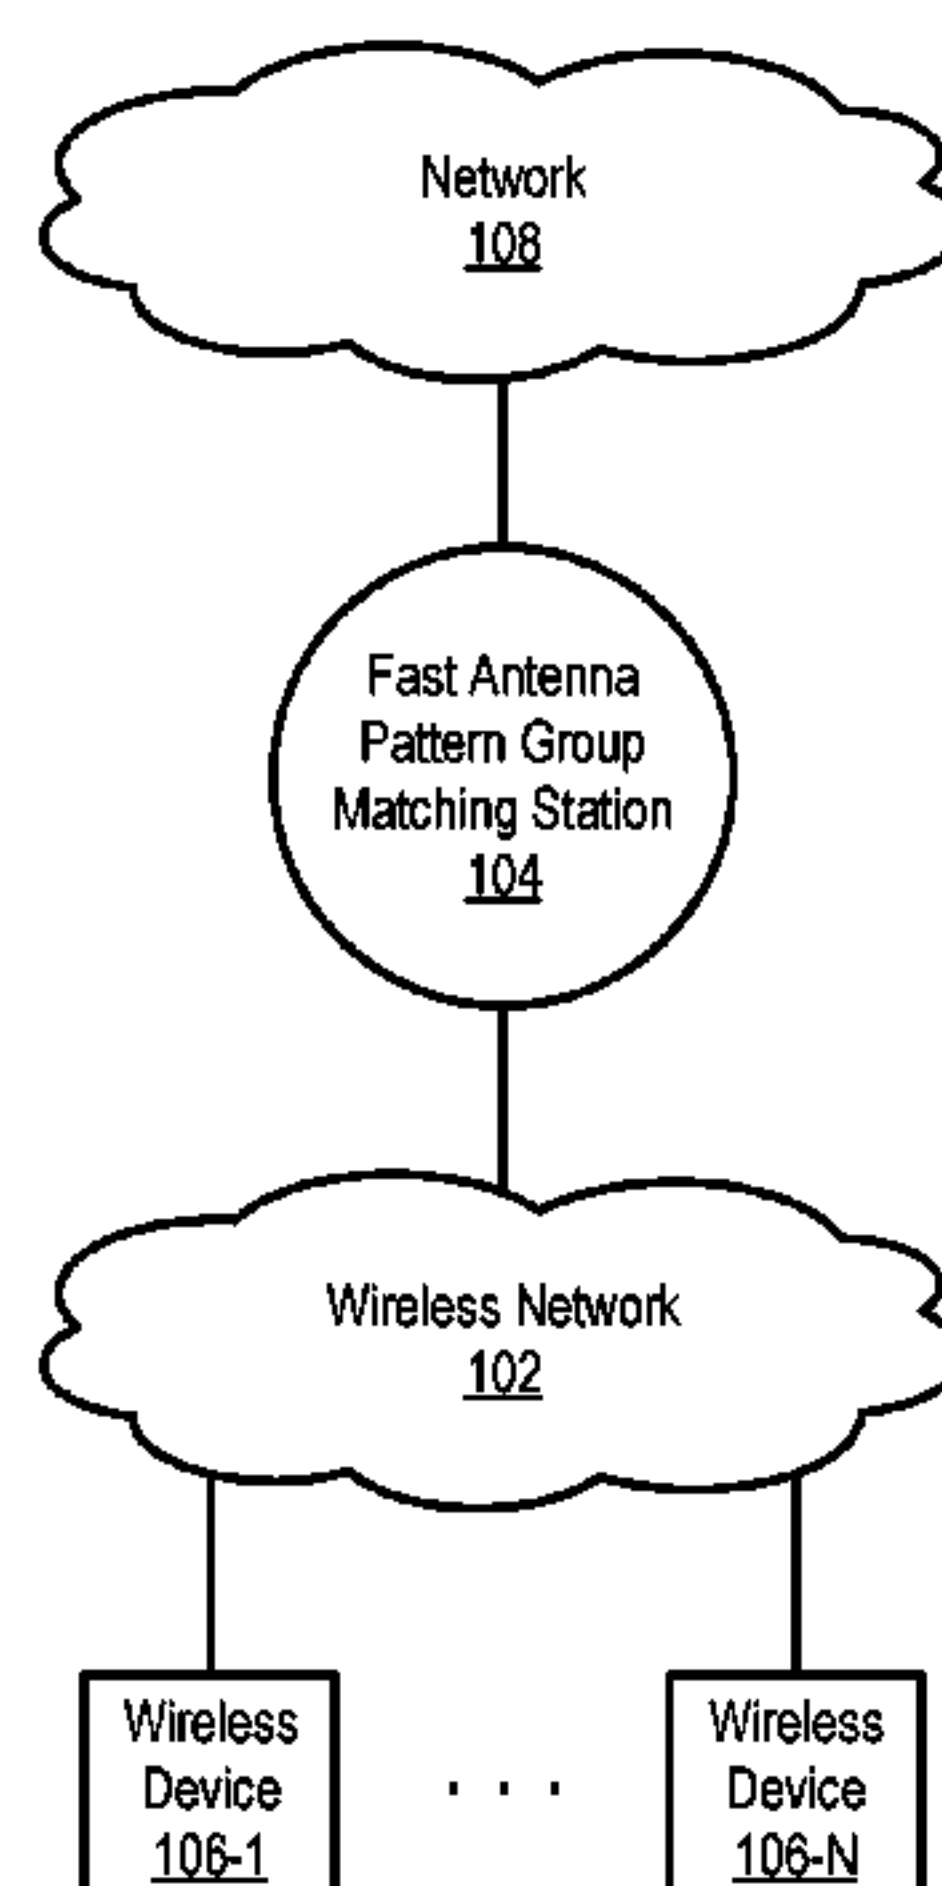 Network
108
Fast Antenna
Pattern Group
Matching Station
104
Wireless Network
102
Wireless
Device
106-1
. . .
Wireless
Device
106-N